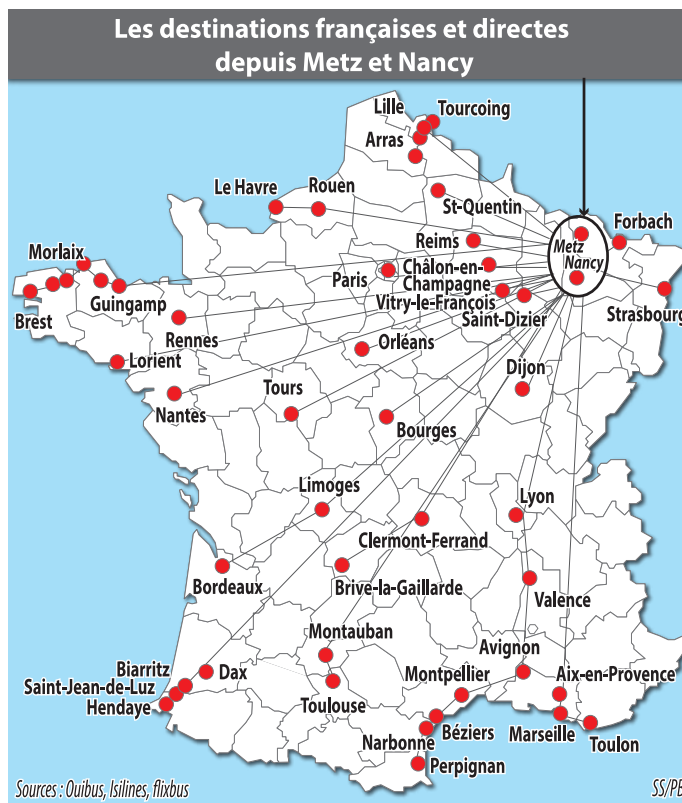 Les destinations françaises et directes
depuis Metz et Nancy
Lille
Tourcoing
Arras
Le Havre
Rouen
St-Quentin
Forbach
Reims
Metz
Nancy
Morlaix
Paris
Châlon-en-
Champagne
Vitry-le-François
Guingamp
Saint-Dizier
Strasbourg
Brest
Rennes
Orléans
Lorient
Dijon
Tours
Nantes
Bourges
Limoges
Lyon
Clermont-Ferrand
Bordeaux
Brive-la-Gaillarde
Valence
Montauban
Avignon
Biarritz
Dax
Montpellier
Aix-en-Provence
Saint-Jean-de-Luz
Hendaye
Toulouse
Béziers
Marseille
Narbonne
Toulon
Perpignan
Sources : Ouibus, Isilines, flixbus
SS/PB